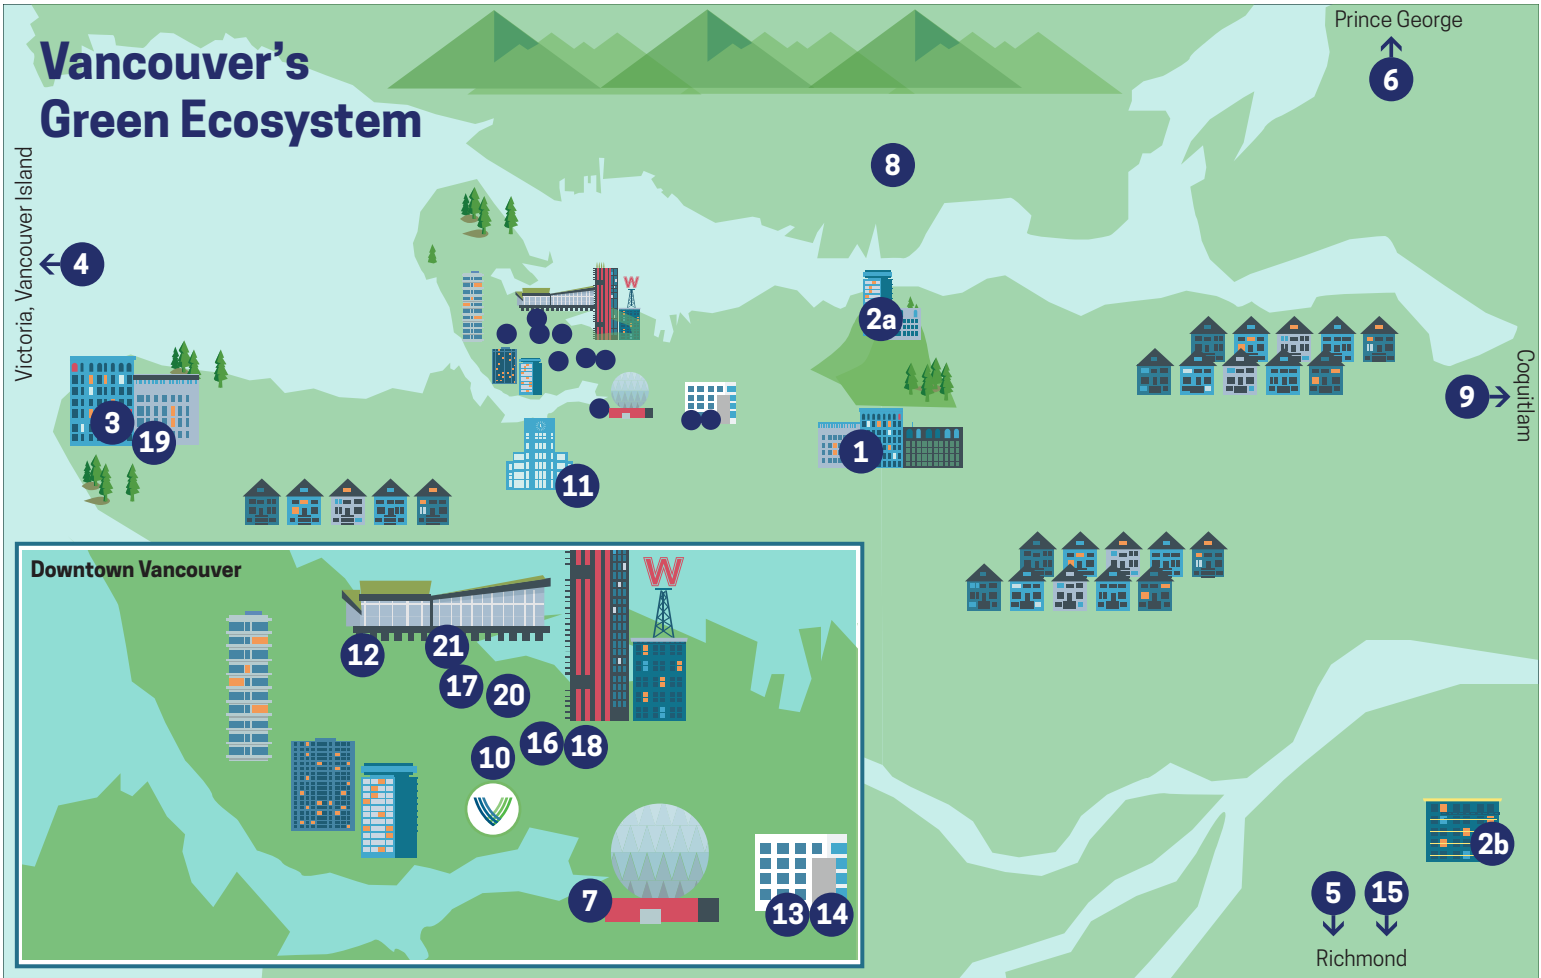 Vancouver's
Green Ecosystem
Prince George
6
8
Victoria, Vancouver Island
4
W
2a
9
Coquitlam
3
19
1
11
Downtown Vancouver
W
12
21
17
20
16
18
10
7
13
14
2b
5
15
Richmond